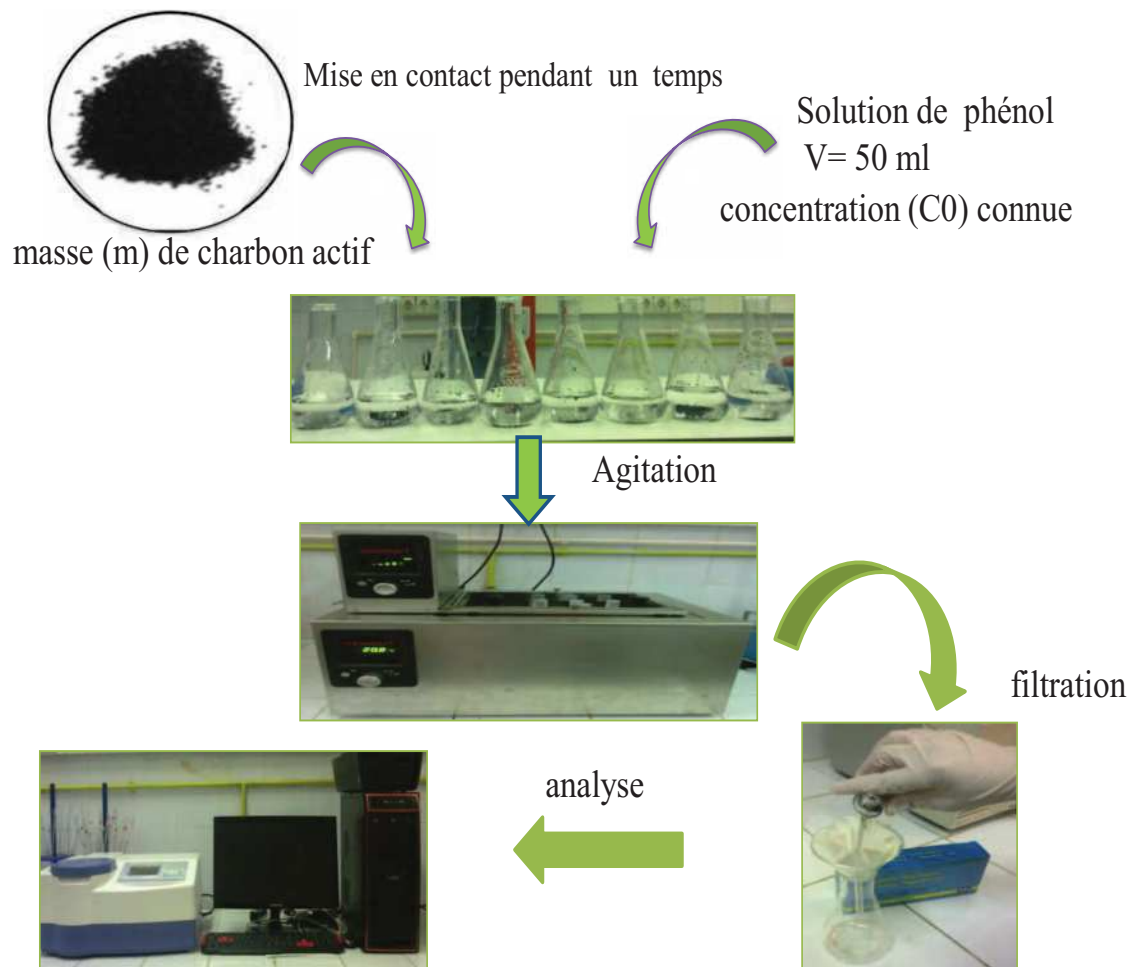 Mise en contact pendant un temps
Solution de phénol
V= 50 ml
concentration (C0) connue
masse (m) de charbon actif
Agitation
filtration
analyse